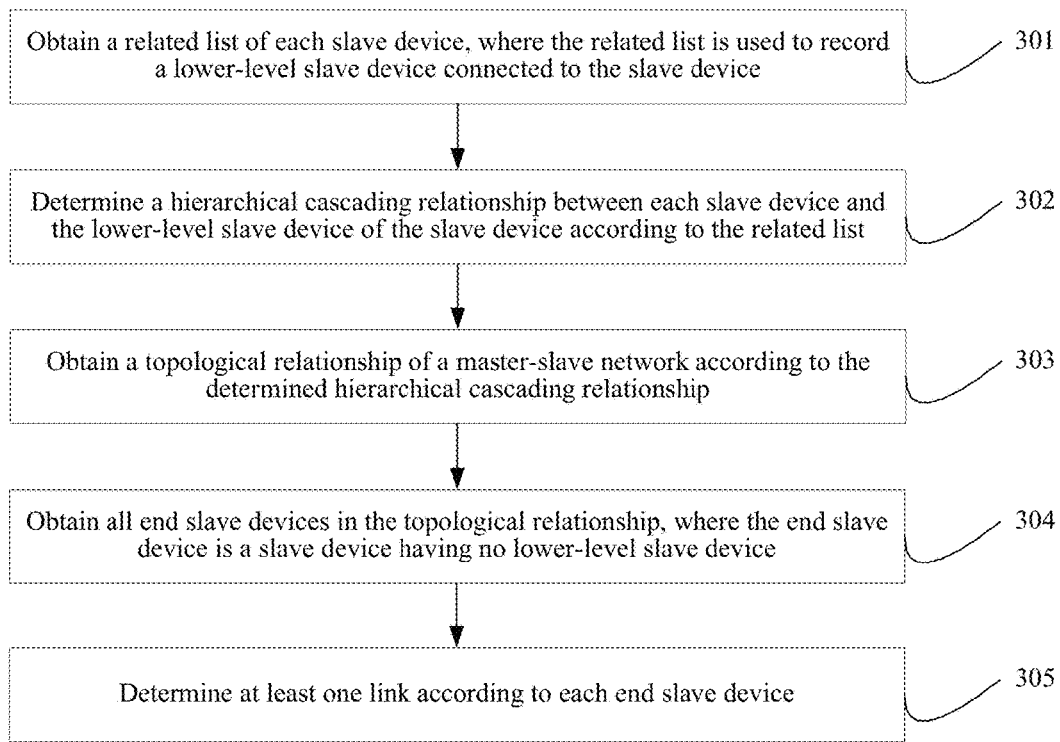 Obtain a related list of each slave device, where the related list is used to record
a lower-level slave device connected to the slave device
301
Determine a hierarchical cascading relationship between each slave device and
the lower-level slave device of the slave device according to the related list
302
Obtain a topological relationship of a master-slave network according to the
determined hierarchical cascading relationship
303
Obtain all end slave devices in the topological relationship, where the end slave
device is a slave device having no lower-level slave device
304
Determine at least one link according to each end slave device
305